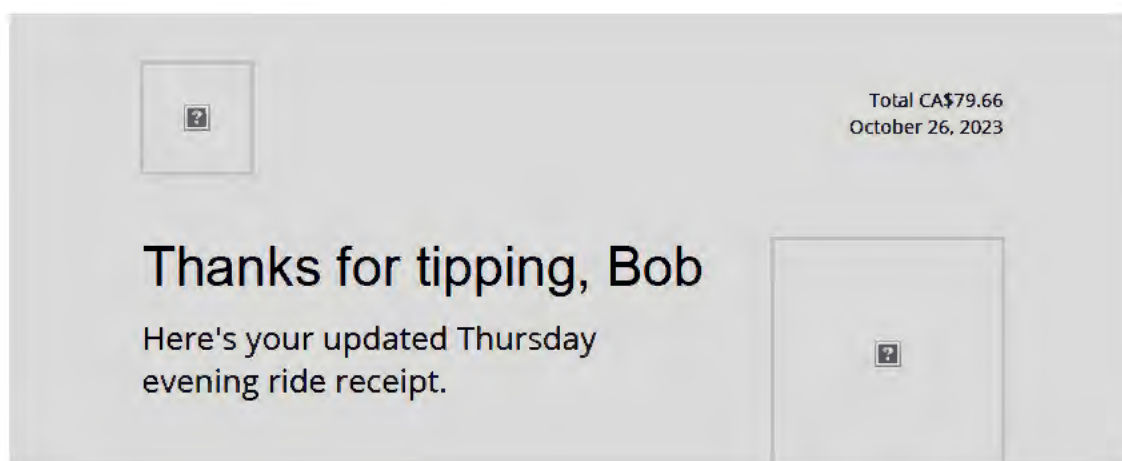 Total CA$79.66
October 26, 2023
Thanks for tipping, Bob
Here's your updated Thursday
evening ride receipt.